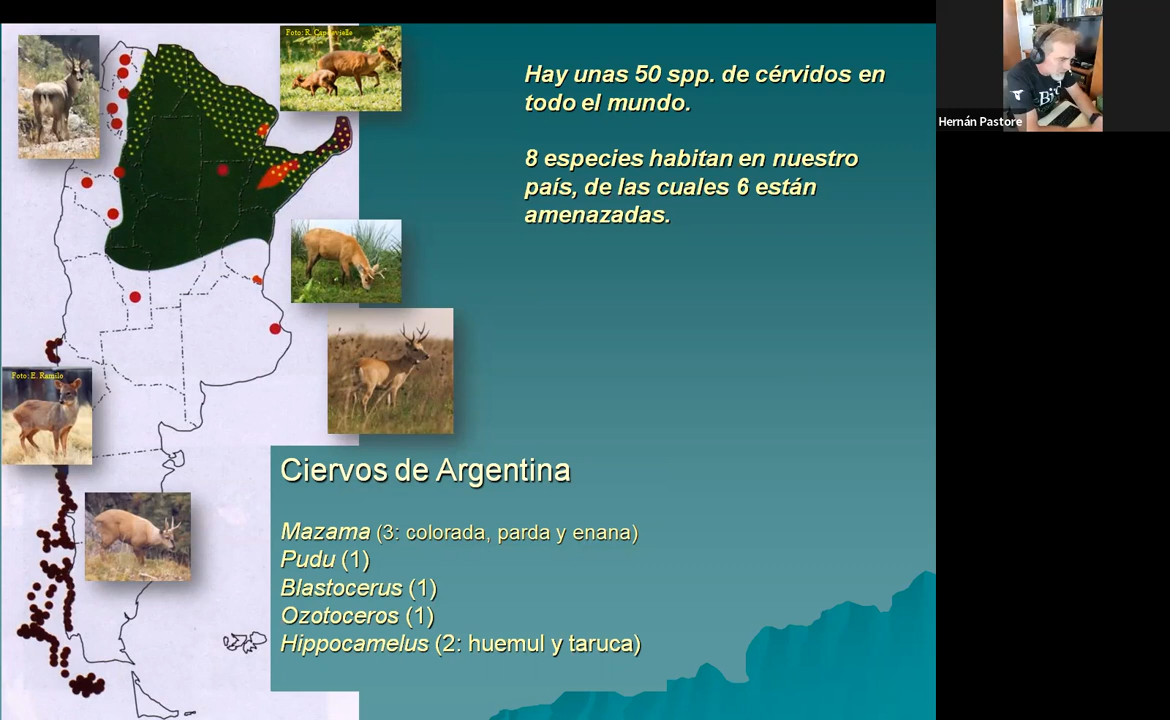 Foto: R. Cap
Hay unas 50 spp. de cérvidos en
todo el mundo.
8 especies habitan en nuestro
país, de las cuales 6 están
amenazadas.
Hernán Pastore
Foto: E. Ramilo
Ciervos de Argentina
Mazama (3: colorada, parda y enana)
Pudu (1)
Blastocerus (1)
Ozotoceros (1)
Hippocamelus (2: huemul y taruca)